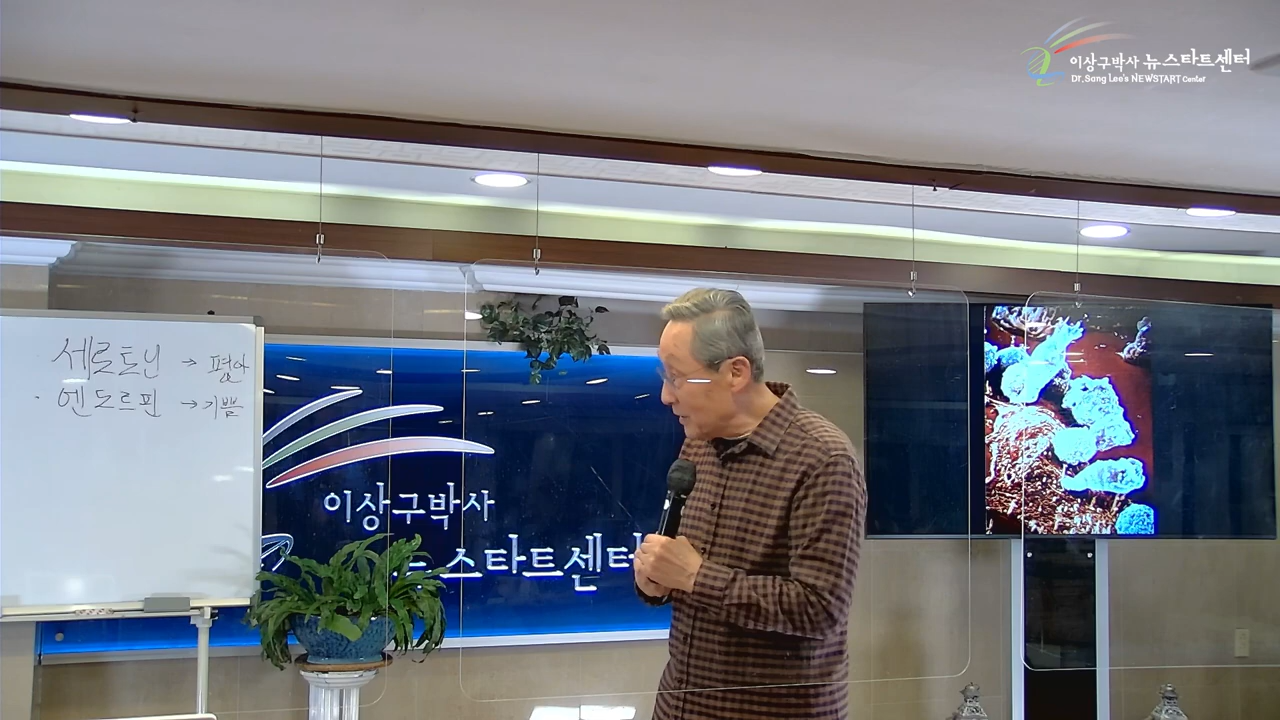 이상구박사 뉴스타트센터
Dr.Sang Lee's NEWSTART Center
세로토닌 → 평안
엔도르핀 → 기쁨
이상구박사
뉴스타트센터